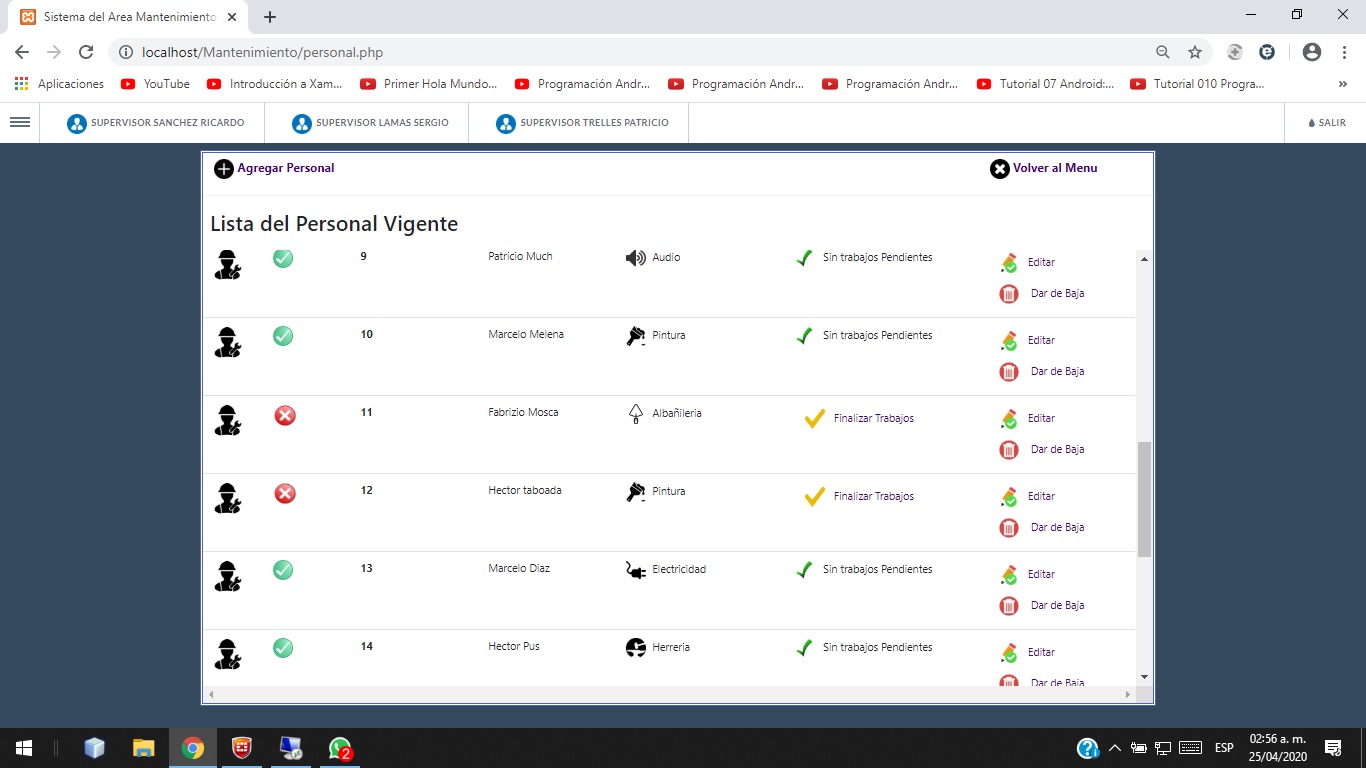 Sistema del Area Mantenimiento
localhost/Mantenimiento/personal.php
Aplicaciones YouTube Introducción a Xam... Primer Hola Mundo... Programación Andr... Programación Andr... Programación Andr... Tutorial 07 Android:... Tutorial 010 Progra... »
SUPERVISOR SANCHEZ RICARDO SUPERVISOR LAMAS SERGIO SUPERVISOR TRELLES PATRICIO SALIR
Agregar Personal Volver al Menu
Lista del Personal Vigente
9 Patricio Much Audio Sin trabajos Pendientes Editar
Dar de Baja
10 Marcelo Melena Pintura Sin trabajos Pendientes Editar
Dar de Baja
11 Fabrizio Mosca Albañileria Finalizar Trabajos Editar
Dar de Baja
12 Hector taboada Pintura Finalizar Trabajos Editar
Dar de Baja
13 Marcelo Diaz Electricidad Sin trabajos Pendientes Editar
Dar de Baja
14 Hector Pus Herreria Sin trabajos Pendientes Editar
Dar de Baja
2 ESP 02:56 a. m.
25/04/2020